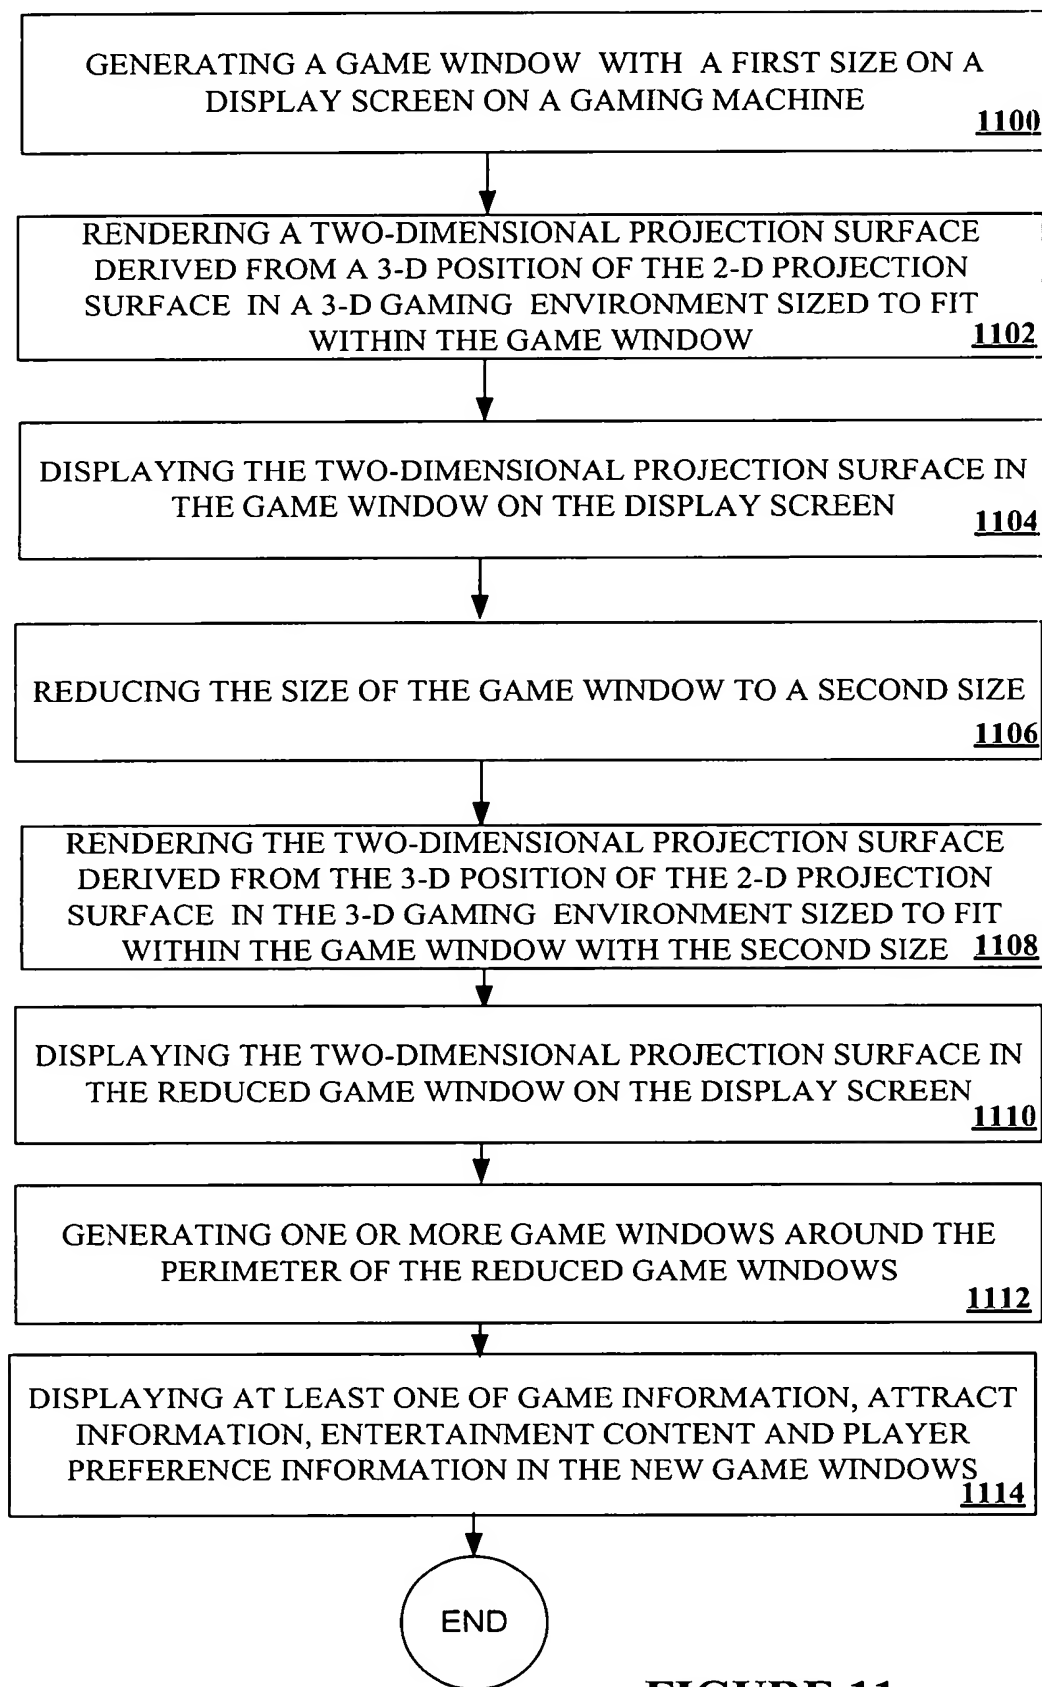 GENERATING A GAME WINDOW WITH A FIRST SIZE ON A
DISPLAY SCREEN ON A GAMING MACHINE
1100
RENDERING A TWO-DIMENSIONAL PROJECTION SURFACE
DERIVED FROM A 3-D POSITION OF THE 2-D PROJECTION
SURFACE IN A 3-D GAMING ENVIRONMENT SIZED TO FIT
WITHIN THE GAME WINDOW
1102
DISPLAYING THE TWO-DIMENSIONAL PROJECTION SURFACE IN
THE GAME WINDOW ON THE DISPLAY SCREEN
1104
REDUCING THE SIZE OF THE GAME WINDOW TO A SECOND SIZE
1106
RENDERING THE TWO-DIMENSIONAL PROJECTION SURFACE
DERIVED FROM THE 3-D POSITION OF THE 2-D PROJECTION
SURFACE IN THE 3-D GAMING ENVIRONMENT SIZED TO FIT
WITHIN THE GAME WINDOW WITH THE SECOND SIZE 1108
DISPLAYING THE TWO-DIMENSIONAL PROJECTION SURFACE IN
THE REDUCED GAME WINDOW ON THE DISPLAY SCREEN
1110
GENERATING ONE OR MORE GAME WINDOWS AROUND THE
PERIMETER OF THE REDUCED GAME WINDOWS
1112
DISPLAYING AT LEAST ONE OF GAME INFORMATION, ATTRACT
INFORMATION, ENTERTAINMENT CONTENT AND PLAYER
PREFERENCE INFORMATION IN THE NEW GAME WINDOWS
1114
END
FIGURE 11